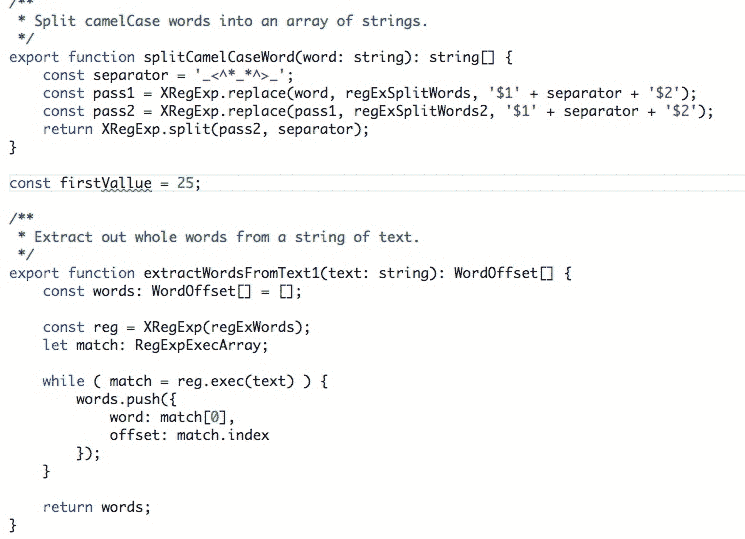 /**
 * Split camelCase words into an array of strings.
 */
export function splitCamelCaseWord(word: string): string[] {
    const separator = '_<^*_*^>_';
    const pass1 = XRegExp.replace(word, regExSplitWords, '$1' + separator + '$2');
    const pass2 = XRegExp.replace(pass1, regExSplitWords2, '$1' + separator + '$2');
    return XRegExp.split(pass2, separator);
}

const firstVallue = 25;

/**
 * Extract out whole words from a string of text.
 */
export function extractWordsFromText1(text: string): WordOffset[] {
    const words: WordOffset[] = [];

    const reg = XRegExp(regExWords);
    let match: RegExpExecArray;

    while ( match = reg.exec(text) ) {
        words.push({
            word: match[0],
            offset: match.index
        });
    }

    return words;
}